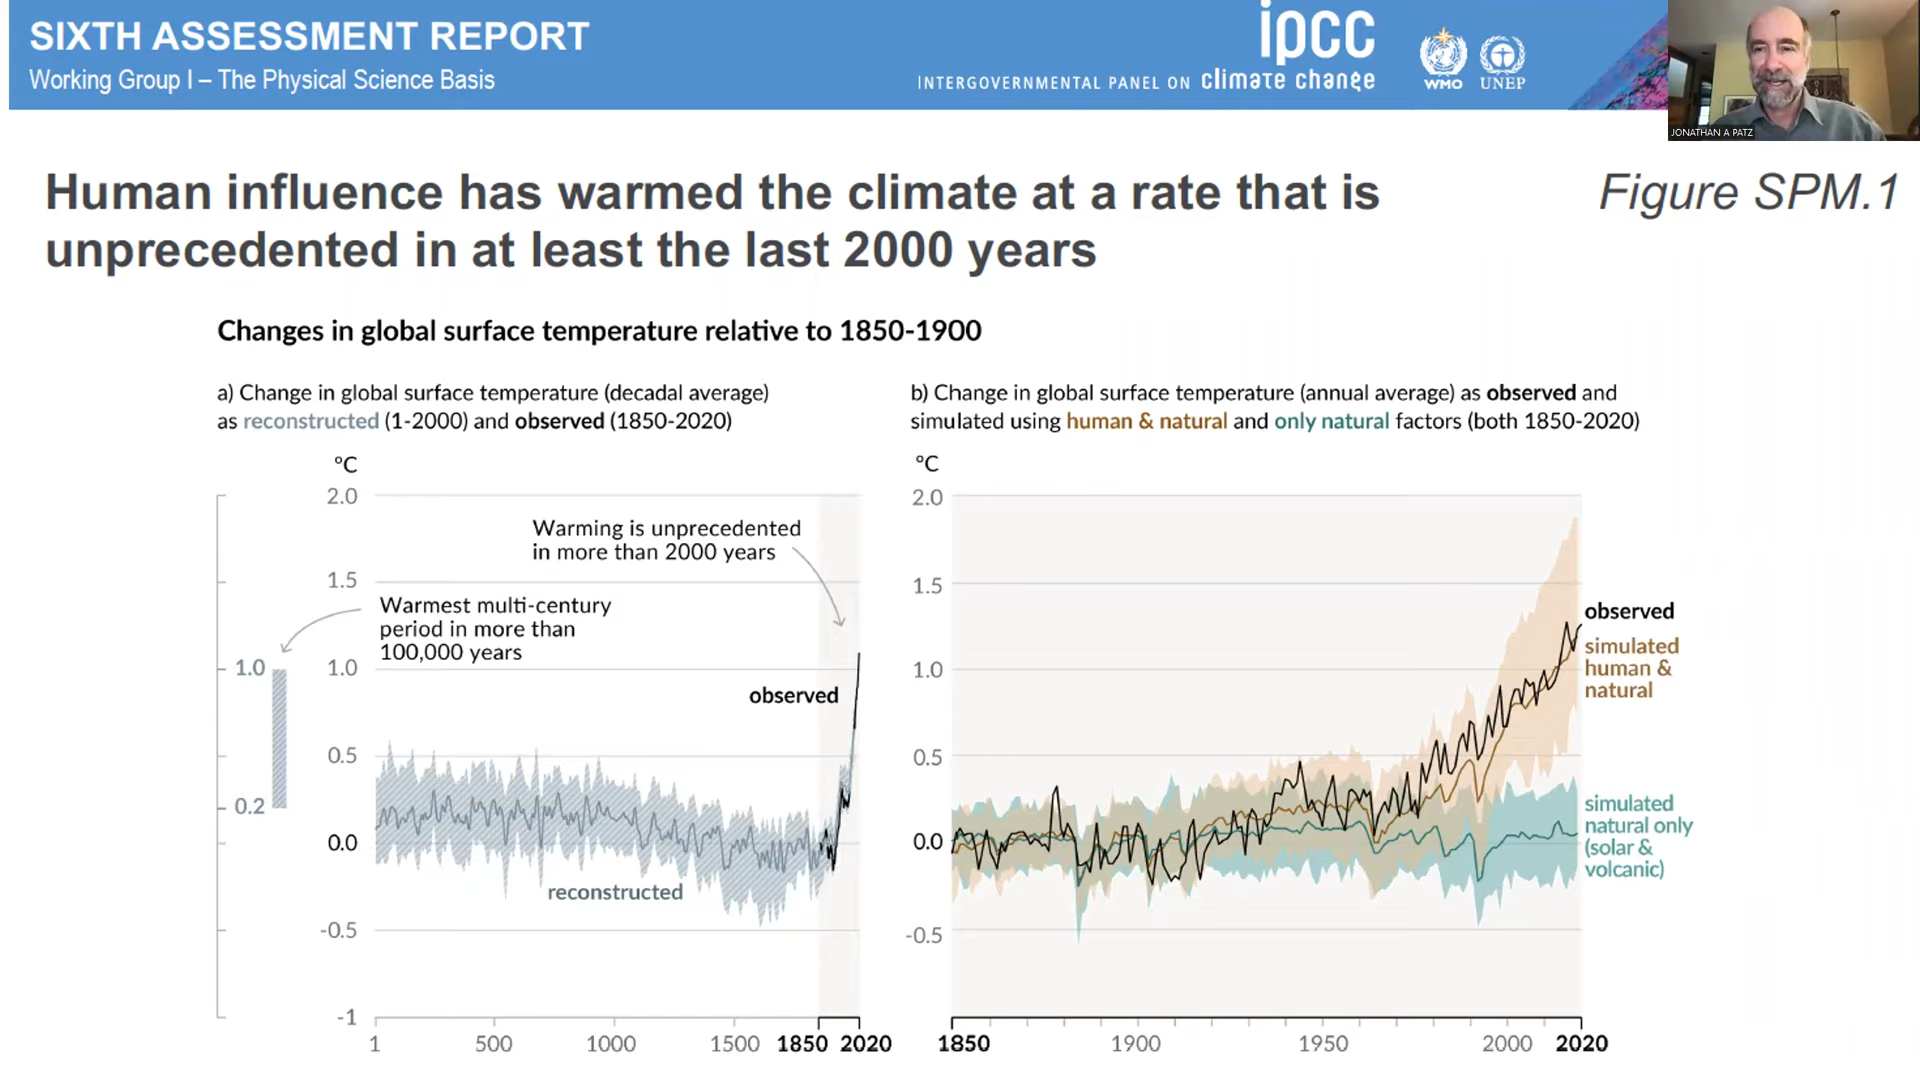 SIXTH ASSESSMENT REPORT
Working Group I – The Physical Science Basis
ipcc
INTERGOVERNMENTAL PANEL ON climate change
WMO
UNEP
JONATHAN A PATZ
Human influence has warmed the climate at a rate that is
unprecedented in at least the last 2000 years
Figure SPM.1
Changes in global surface temperature relative to 1850-1900
a) Change in global surface temperature (decadal average)
as reconstructed (1-2000) and observed (1850-2020)
°C
2.0
1.5
1.0
0.5
0.0
-0.5
-1
1.0
0.2
Warming is unprecedented
in more than 2000 years
Warmest multi-century
period in more than
100,000 years
observed
reconstructed
1
500
1000
1500
1850
2020
b) Change in global surface temperature (annual average) as observed and
simulated using human & natural and only natural factors (both 1850-2020)
°C
2.0
1.5
1.0
0.5
0.0
-0.5
observed
simulated
human &
natural
simulated
natural only
(solar &
volcanic)
1850
1900
1950
2000
2020